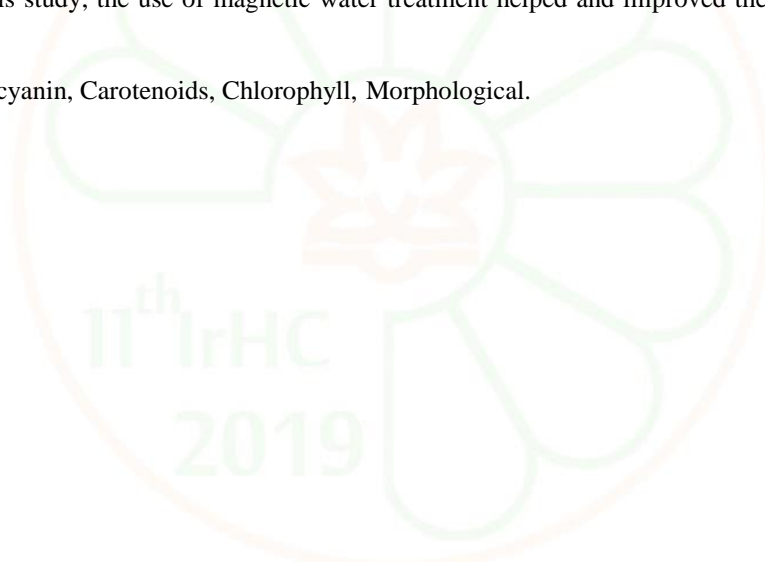 s study, the use of magnetic water treatment helped and improved the
cyanin, Carotenoids, Chlorophyll, Morphological.
11th IrHC
2019